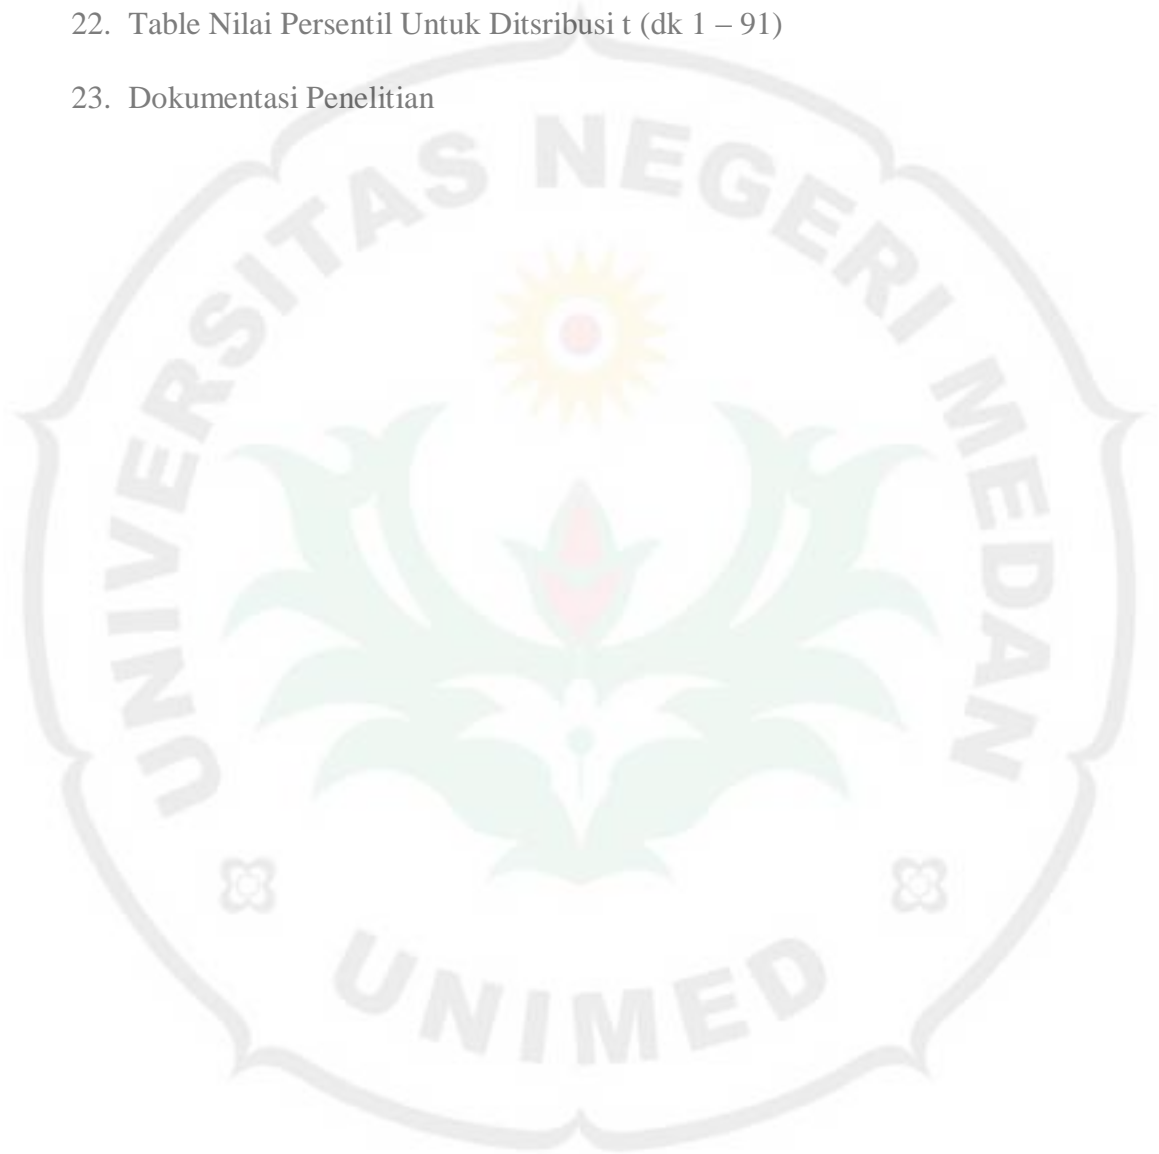 22. Table Nilai Persentil Untuk Ditsribusi t (dk 1 – 91)
23. Dokumentasi Penelitian
UNIVERSITAS NEGERI MEDAN
UNIMED